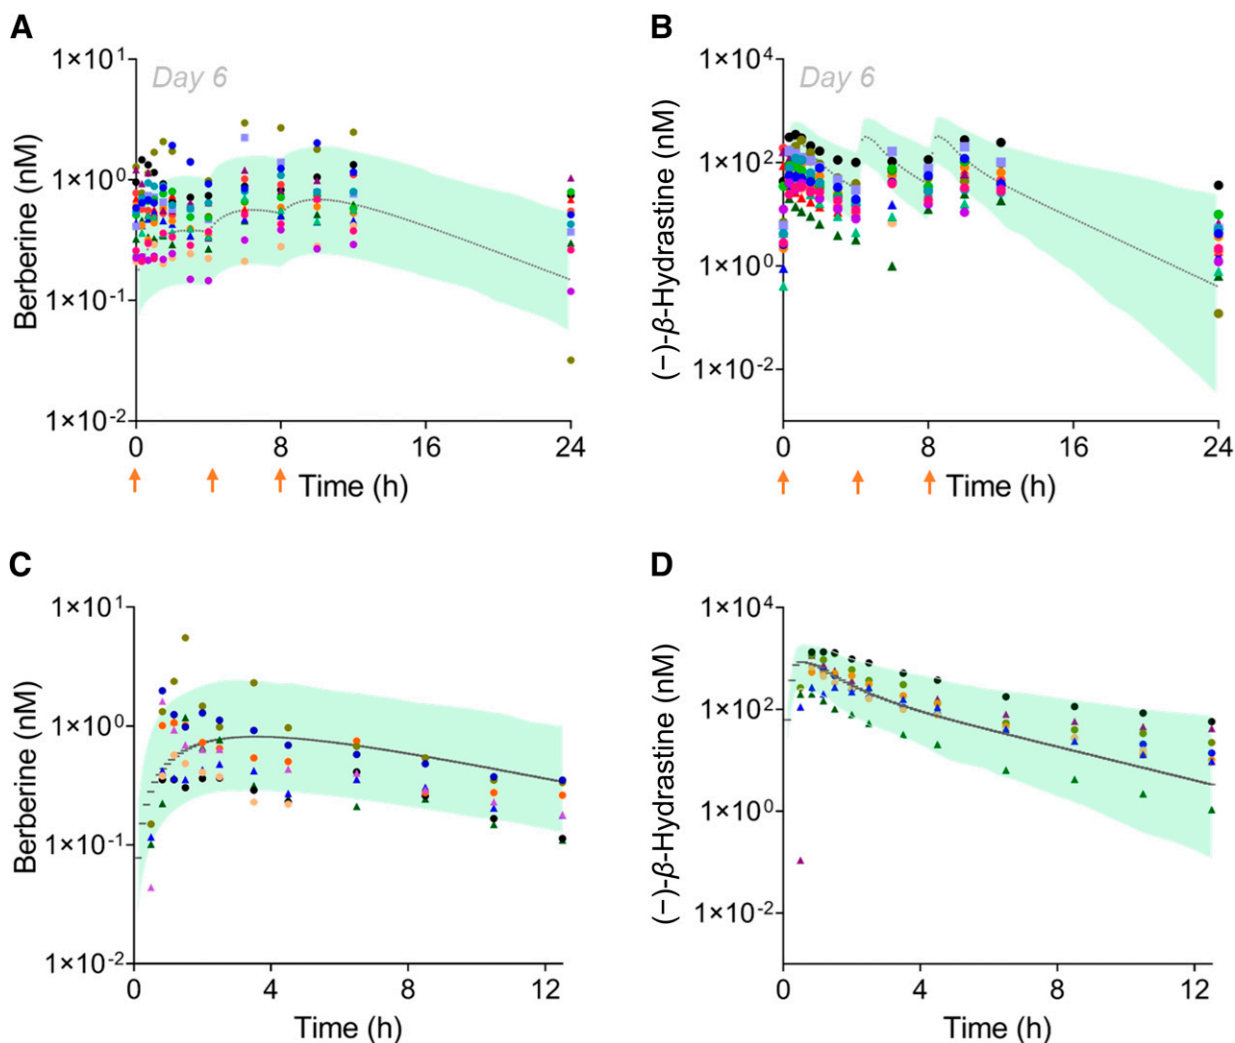 A
Day 6
Berberine (nM)
1×10¹
1×10⁰
1×10⁻¹
1×10⁻²
0 8 16 24
Time (h)
B
Day 6
(−)-β-Hydrastine (nM)
1×10⁴
1×10²
1×10⁰
1×10⁻²
0 8 16 24
Time (h)
C
Berberine (nM)
1×10¹
1×10⁰
1×10⁻¹
1×10⁻²
0 4 8 12
Time (h)
D
(−)-β-Hydrastine (nM)
1×10⁴
1×10²
1×10⁰
1×10⁻²
0 4 8 12
Time (h)